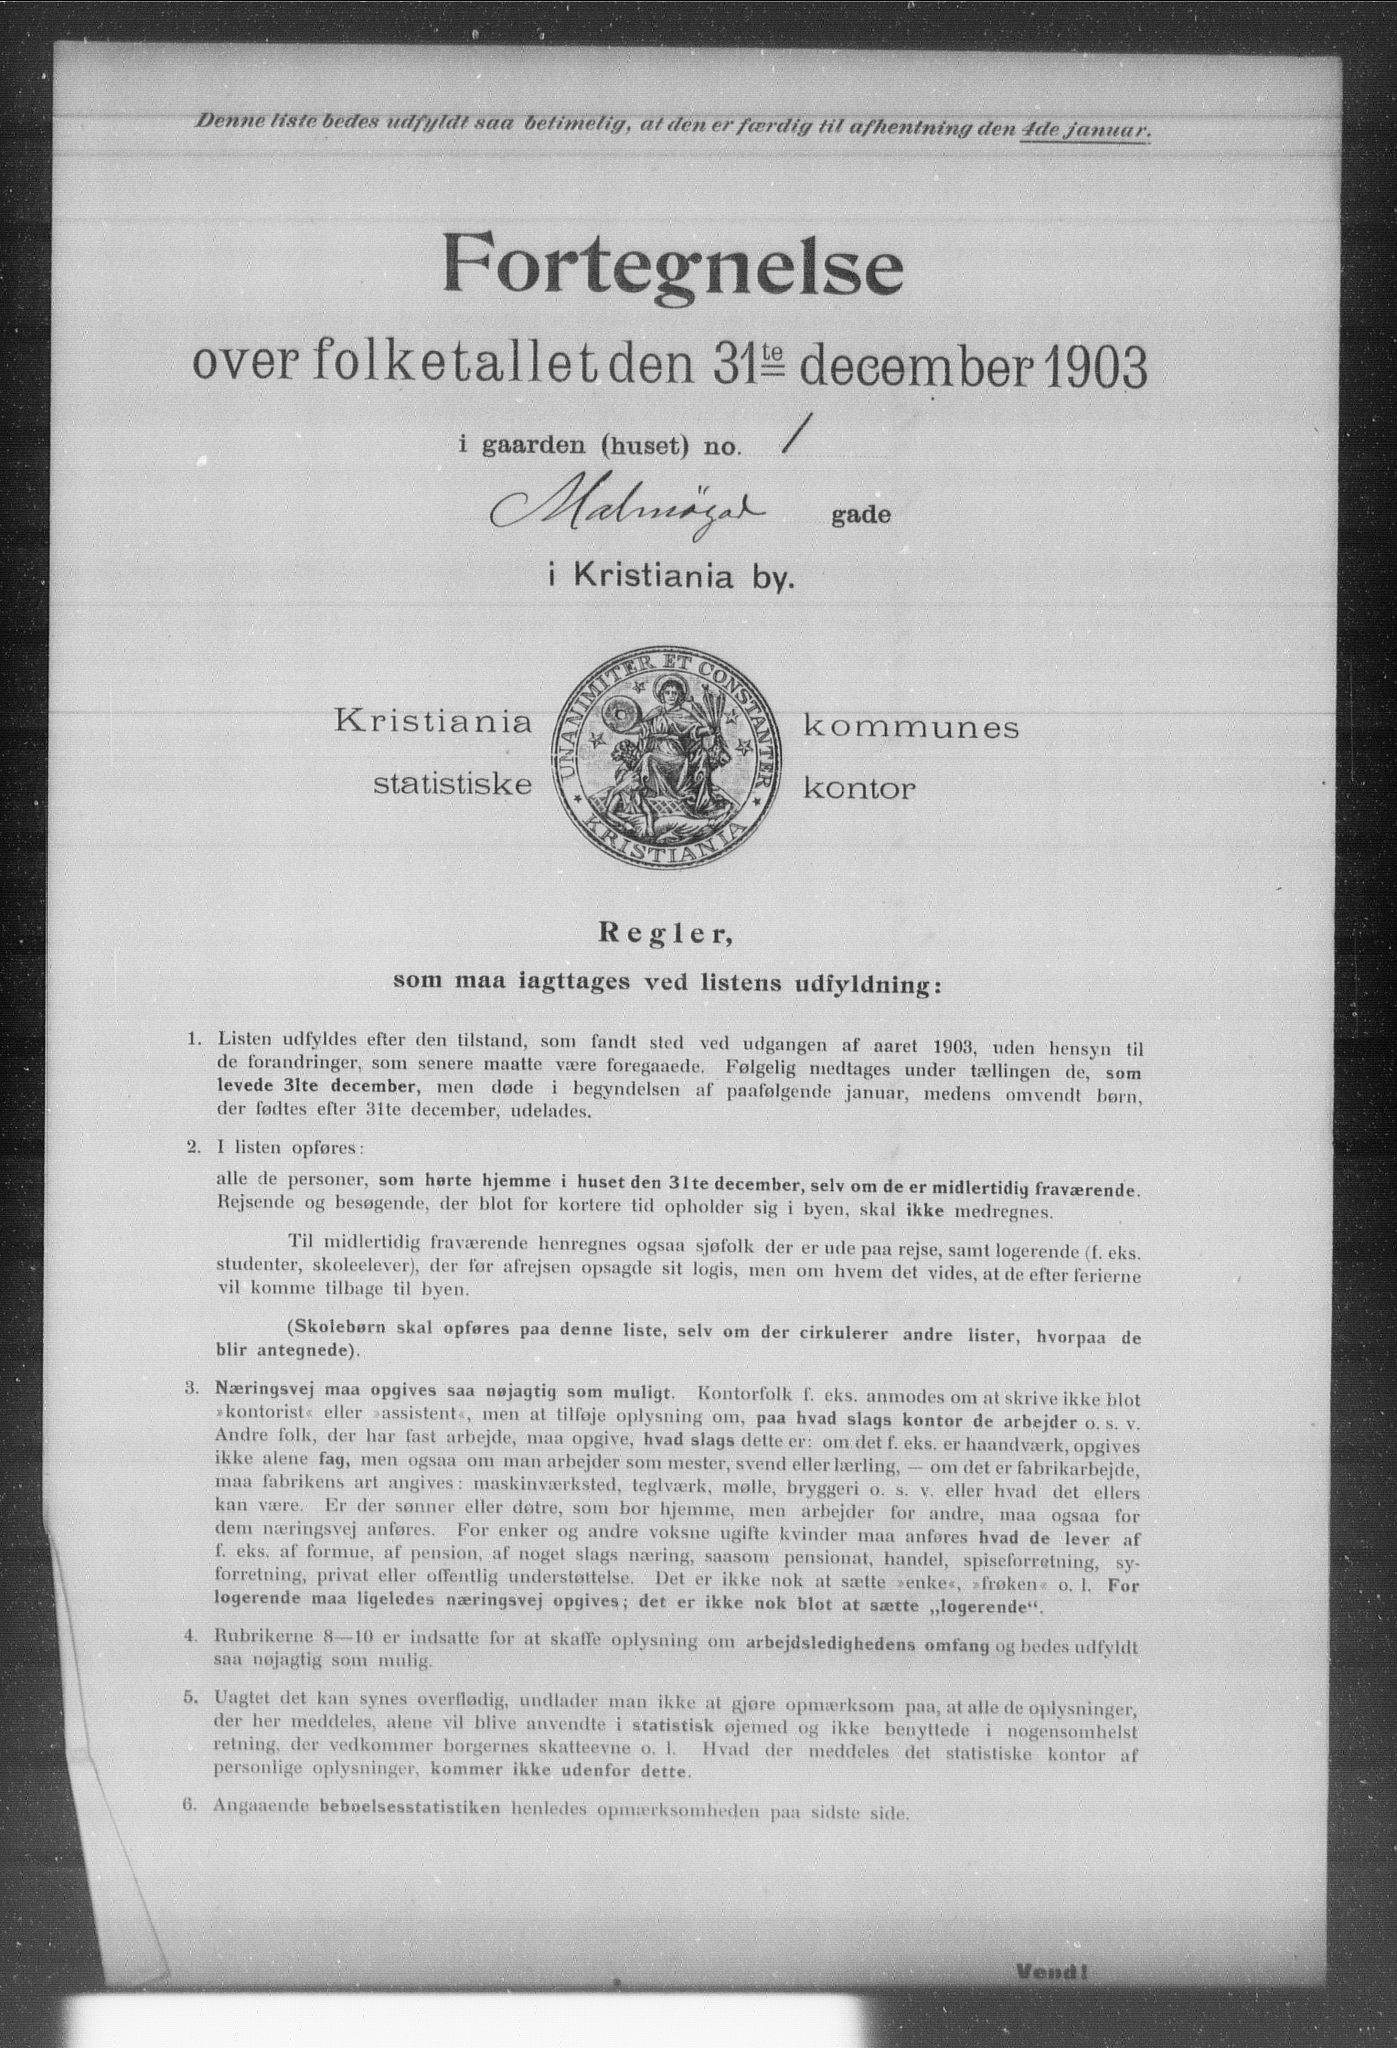 Denne liste bedes udfyldt saa betimelig, at den er færdig til afhentning den 4de januar.
Fortegnelse
over folketallet den 31te december 1903
i gaarden (huset) no. 1
Malmögad gade
i Kristiania by.
Kristiania kommunes
statistiske kontor
UNANIMITER ET CONSTANTER
KRISTIANIA
Regler,
som maa iagttages ved listens udfyldning:
1. Listen udfyldes efter den tilstand, som fandt sted ved udgangen af aaret 1903, uden hensyn til
de forandringer, som senere maatte være foregaaede. Følgelig medtages under tællingen de, som
levede 31te december, men døde i begyndelsen af paafølgende januar, medens omvendt børn,
der fødtes efter 31te december, udelades.
2. I listen opføres:
alle de personer, som hørte hjemme i huset den 31te december, selv om de er midlertidig fraværende.
Rejsende og besøgende, der blot for kortere tid opholder sig i byen, skal ikke medregnes.
Til midlertidig fraværende henregnes ogsaa sjøfolk der er ude paa rejse, samt logerende (f. eks.
studenter, skoleelever), der før afrejsen opsagde sit logis, men om hvem det vides, at de efter ferierne
vil komme tilbage til byen.
(Skolebørn skal opføres paa denne liste, selv om der cirkulerer andre lister, hvorpaa de
blir antegnede).
3. Næringsvej maa opgives saa nøjagtig som muligt. Kontorfolk f. eks. anmodes om at skrive ikke blot
»kontorist« eller »assistent«, men at tilføje oplysning om, paa hvad slags kontor de arbejder o. s. v.
Andre folk, der har fast arbejde, maa opgive, hvad slags dette er: om det f. eks. er haandværk, opgives
ikke alene fag, men ogsaa om man arbejder som mester, svend eller lærling, — om det er fabrikarbejde,
maa fabrikens art angives: maskinværksted, teglværk, mølle, bryggeri o. s. v. eller hvad det ellers
kan være. Er der sønner eller døtre, som bor hjemme, men arbejder for andre, maa ogsaa for
dem næringsvej anføres. For enker og andre voksne ugifte kvinder maa anføres hvad de lever af
f. eks. af formue, af pension, af noget slags næring, saasom pensionat, handel, spiseforretning, sy-
forretning, privat eller offentlig understøttelse. Det er ikke nok at sætte »enke«, »frøken« o. l. For
logerende maa ligeledes næringsvej opgives; det er ikke nok blot at sætte „logerende“.
4. Rubrikerne 8—10 er indsatte for at skaffe oplysning om arbejdsledighedens omfang og bedes udfyldt
saa nøjagtig som mulig.
5. Uagtet det kan synes overflødig, undlader man ikke at gjøre opmærksom paa, at alle de oplysninger,
der her meddeles, alene vil blive anvendte i statistisk øjemed og ikke benyttede i nogensomhelst
retning, der vedkommer borgernes skatteevne o. l. Hvad der meddeles det statistiske kontor af
personlige oplysninger, kommer ikke udenfor dette.
6. Angaaende beboelsesstatistiken henledes opmærksomheden paa sidste side.
Vend!